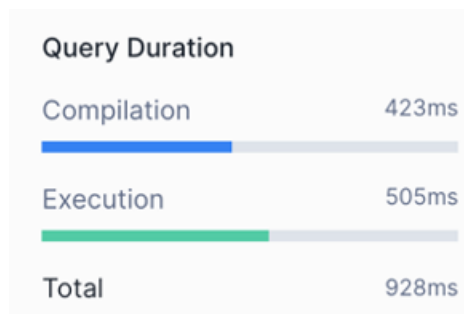 Query Duration
Compilation 423ms
Execution 505ms
Total 928ms